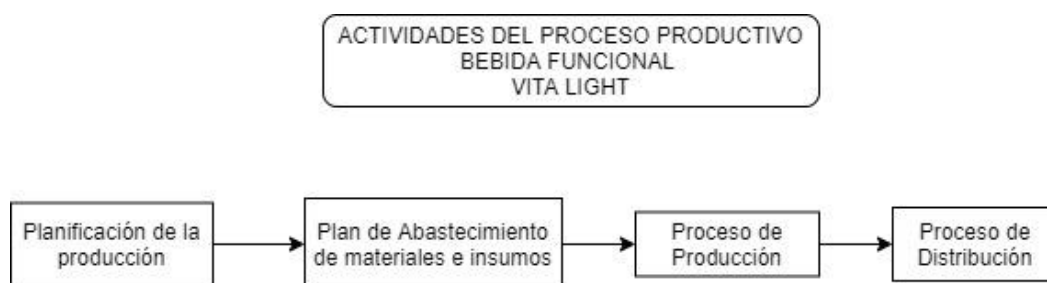 ACTIVIDADES DEL PROCESO PRODUCTIVO
BEBIDA FUNCIONAL
VITA LIGHT
Planificación de la
producción
Plan de Abastecimiento
de materiales e insumos
Proceso de
Producción
Proceso de
Distribución